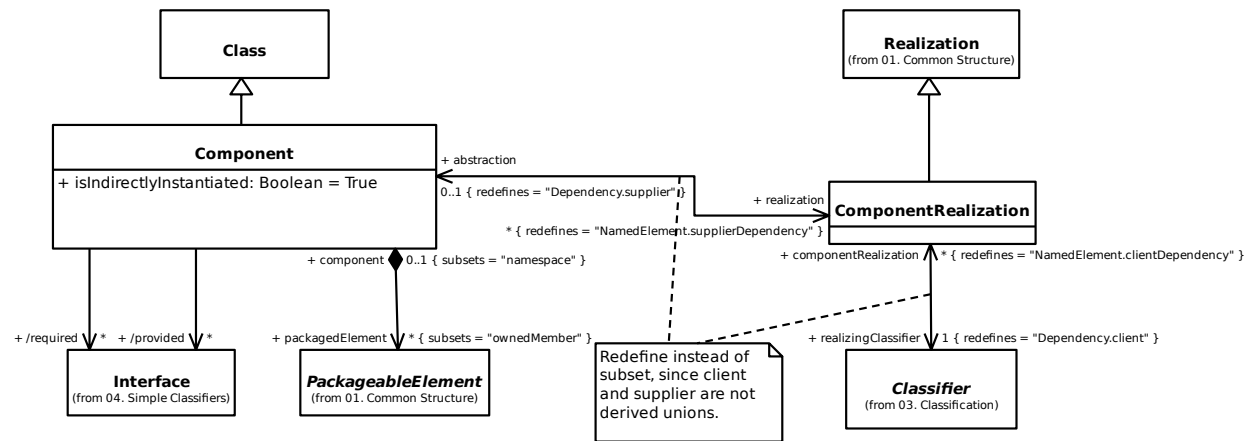 Class
Realization
(from 01. Common Structure)
Component
+ isIndirectlyInstantiated: Boolean = True
+ abstraction
0..1 { redefines = "Dependency.supplier" }
+ realization
* { redefines = "NamedElement.supplierDependency" }
ComponentRealization
+ component 0..1 { subsets = "namespace" }
+ componentRealization * { redefines = "NamedElement.clientDependency" }
+ /required * + /provided *
+ packagedElement * { subsets = "ownedMember" }
+ realizingClassifier 1 { redefines = "Dependency.client" }
Interface
(from 04. Simple Classifiers)
PackageableElement
(from 01. Common Structure)
Redefine instead of
subset, since client
and supplier are not
derived unions.
Classifier
(from 03. Classification)